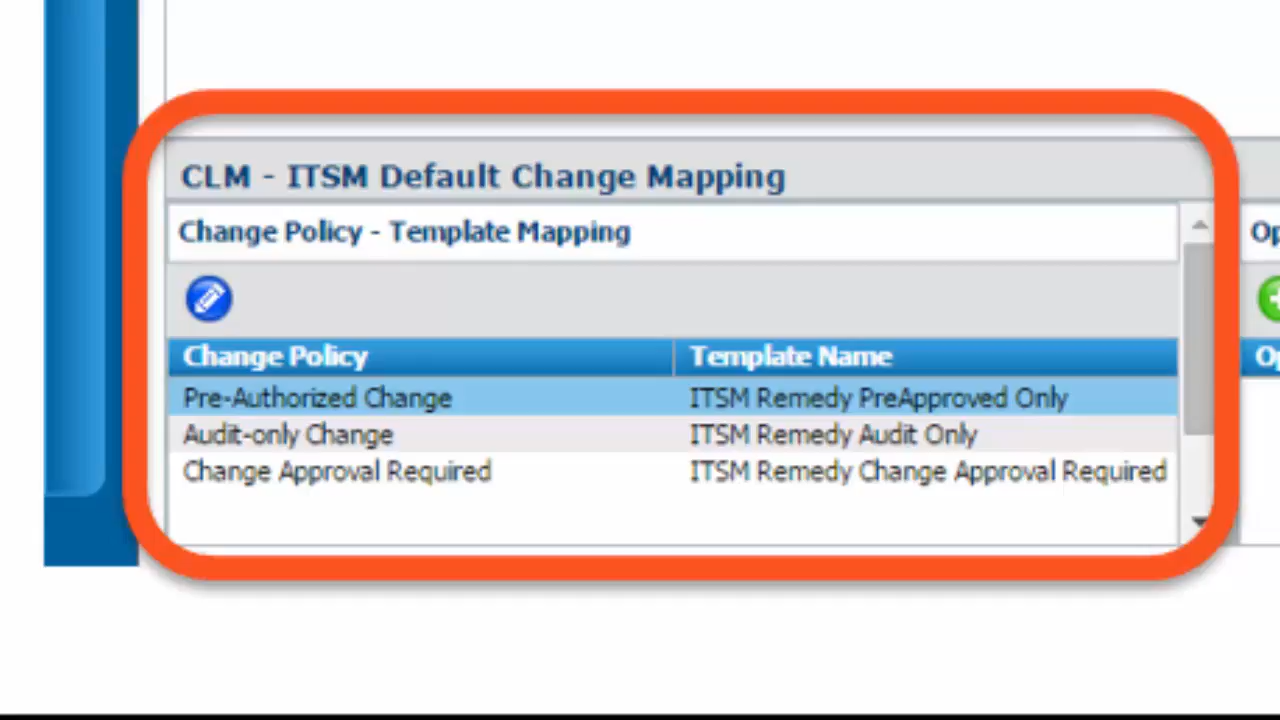 CLM - ITSM Default Change Mapping
Change Policy - Template Mapping
Change Policy Template Name
Pre-Authorized Change ITSM Remedy PreApproved Only
Audit-only Change ITSM Remedy Audit Only
Change Approval Required ITSM Remedy Change Approval Required